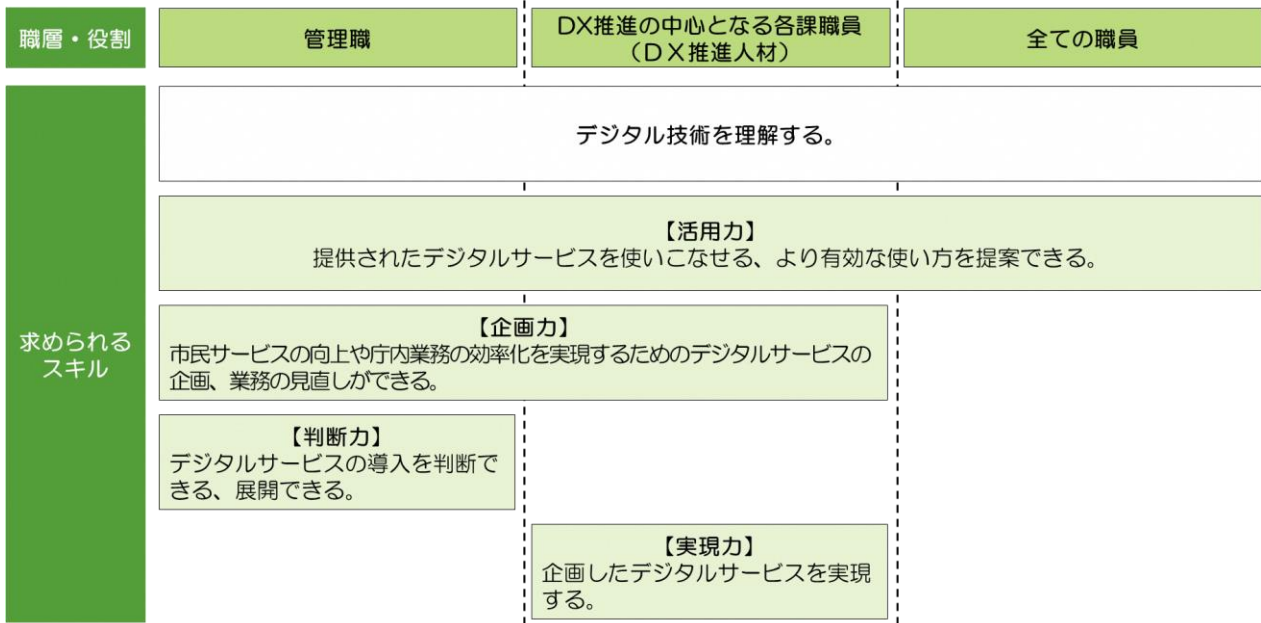 職層・役割
管理職
DX推進の中心となる各課職員
（ＤＸ推進人材）
全ての職員
求められる
スキル
デジタル技術を理解する。
【活用力】
提供されたデジタルサービスを使いこなせる、より有効な使い方を提案できる。
【企画力】
市民サービスの向上や庁内業務の効率化を実現するためのデジタルサービスの
企画、業務の見直しができる。
【判断力】
デジタルサービスの導入を判断で
きる、展開できる。
【実現力】
企画したデジタルサービスを実現
する。